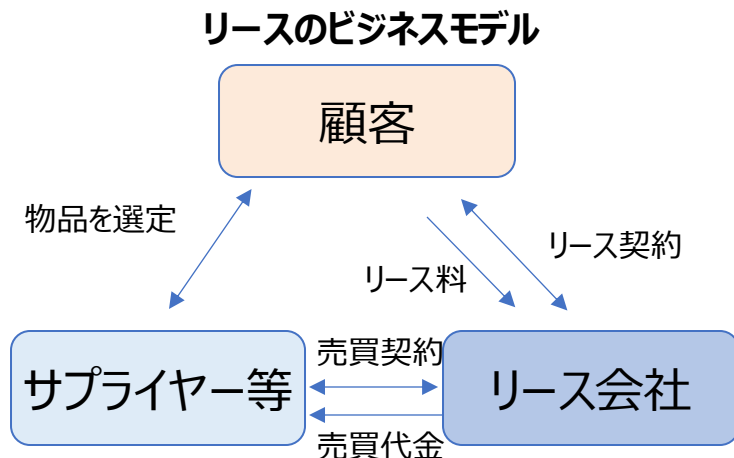 リースのビジネスモデル
顧客
物品を選定
リース契約
リース料
売買契約
サプライヤー等
リース会社
売買代金